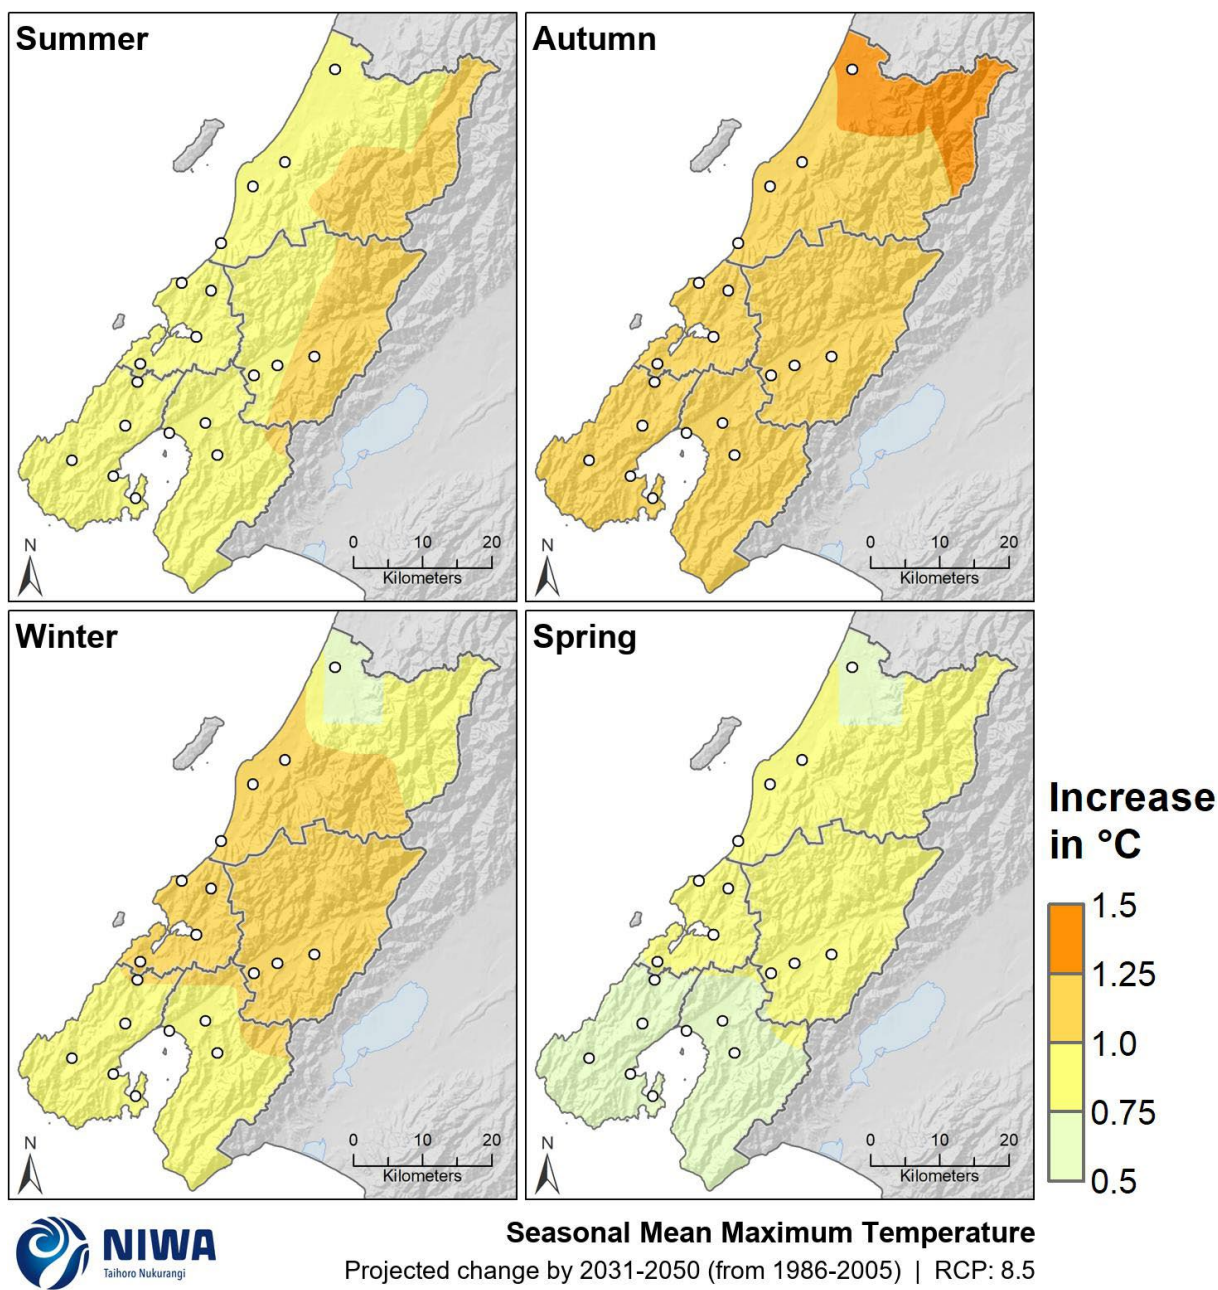 Summer
Autumn
N
0 10 20
Kilometers
N
0 10 20
Kilometers
Winter
Spring
N
0 10 20
Kilometers
N
0 10 20
Kilometers
Increase
in °C
1.5
1.25
1.0
0.75
0.5
NIWA
Taihoro Nukurangi
Seasonal Mean Maximum Temperature
Projected change by 2031-2050 (from 1986-2005) | RCP: 8.5